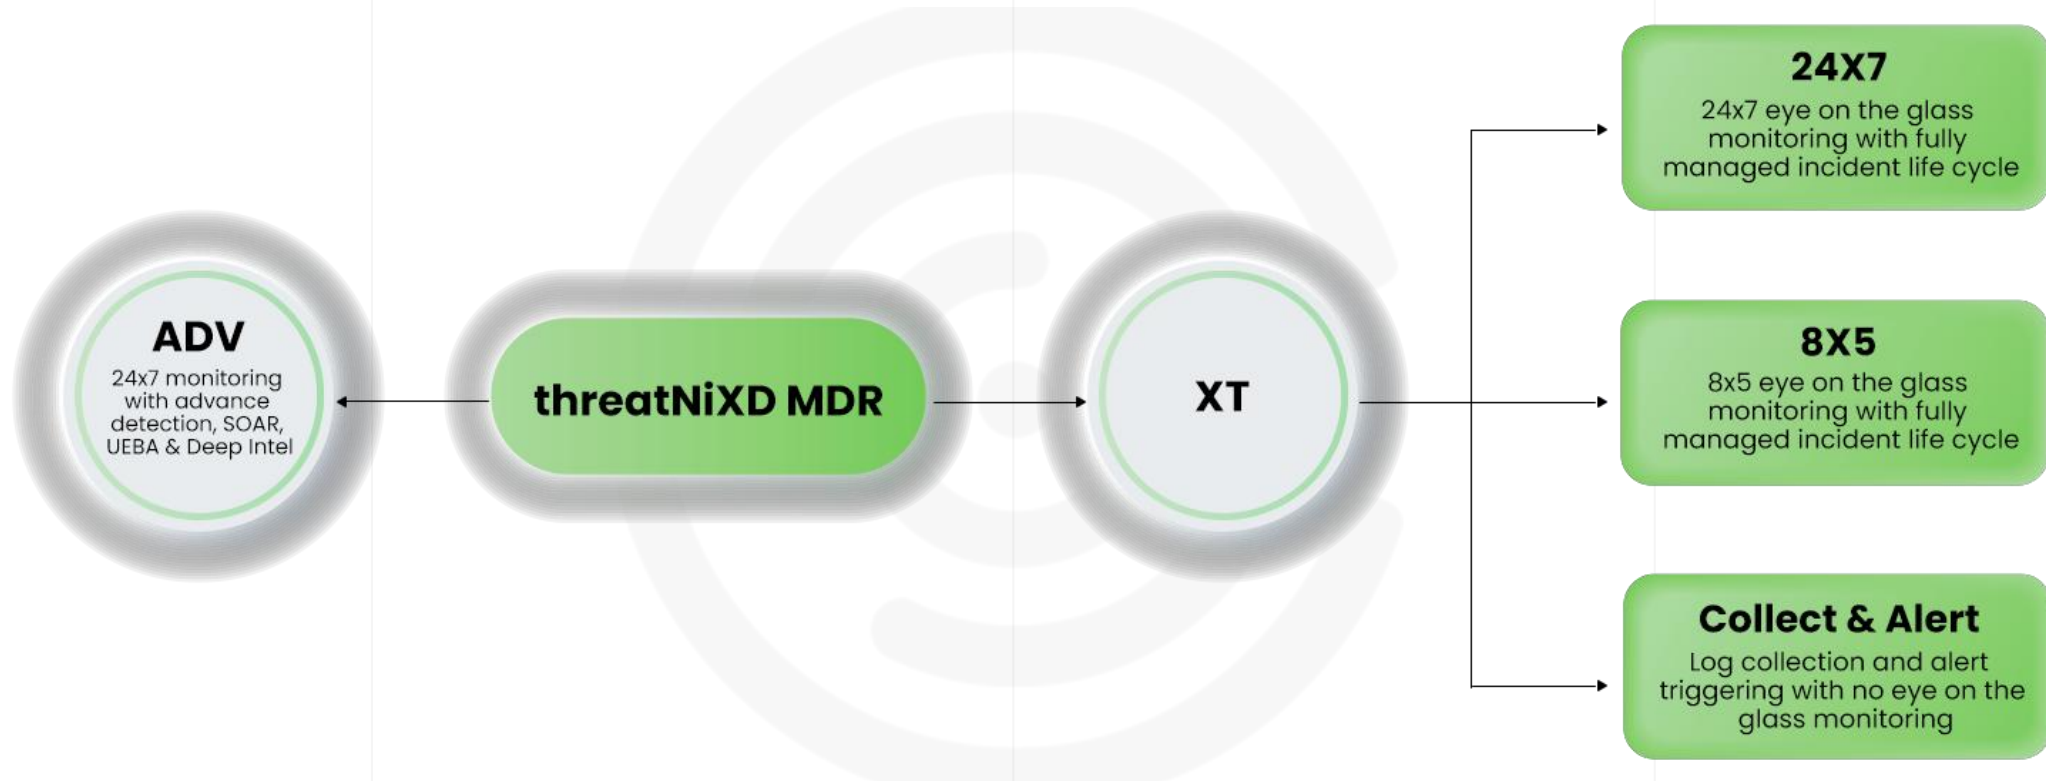 ADV
24x7 monitoring
with advance
detection, SOAR,
UEBA & Deep Intel
threatNiXD MDR
XT
24X7
24x7 eye on the glass
monitoring with fully
managed incident life cycle
8X5
8x5 eye on the glass
monitoring with fully
managed incident life cycle
Collect & Alert
Log collection and alert
triggering with no eye on the
glass monitoring